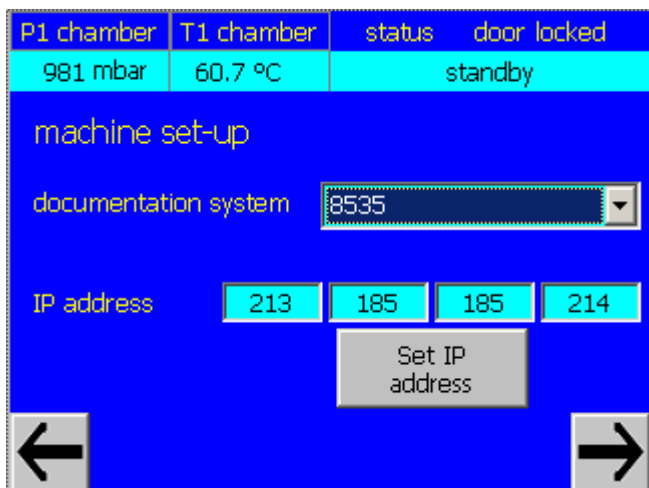 P1 chamber T1 chamber status door locked
981 mbar 60.7 ºC standby
machine set-up
documentation system 8535
IP address 213 185 185 214
Set IP
address